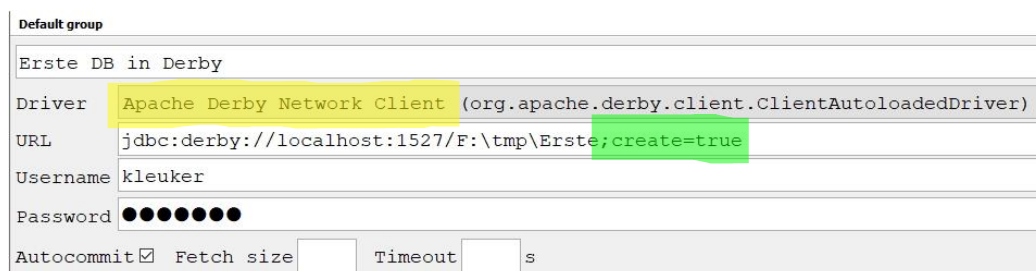 Default group
Erste DB in Derby
Driver Apache Derby Network Client (org.apache.derby.client.ClientAutoloadedDriver)
URL jdbc:derby://localhost:1527/F:\tmp\Erste;create=true
Username kleuker
Password ●●●●●●●
Autocommit ☑ Fetch size Timeout s